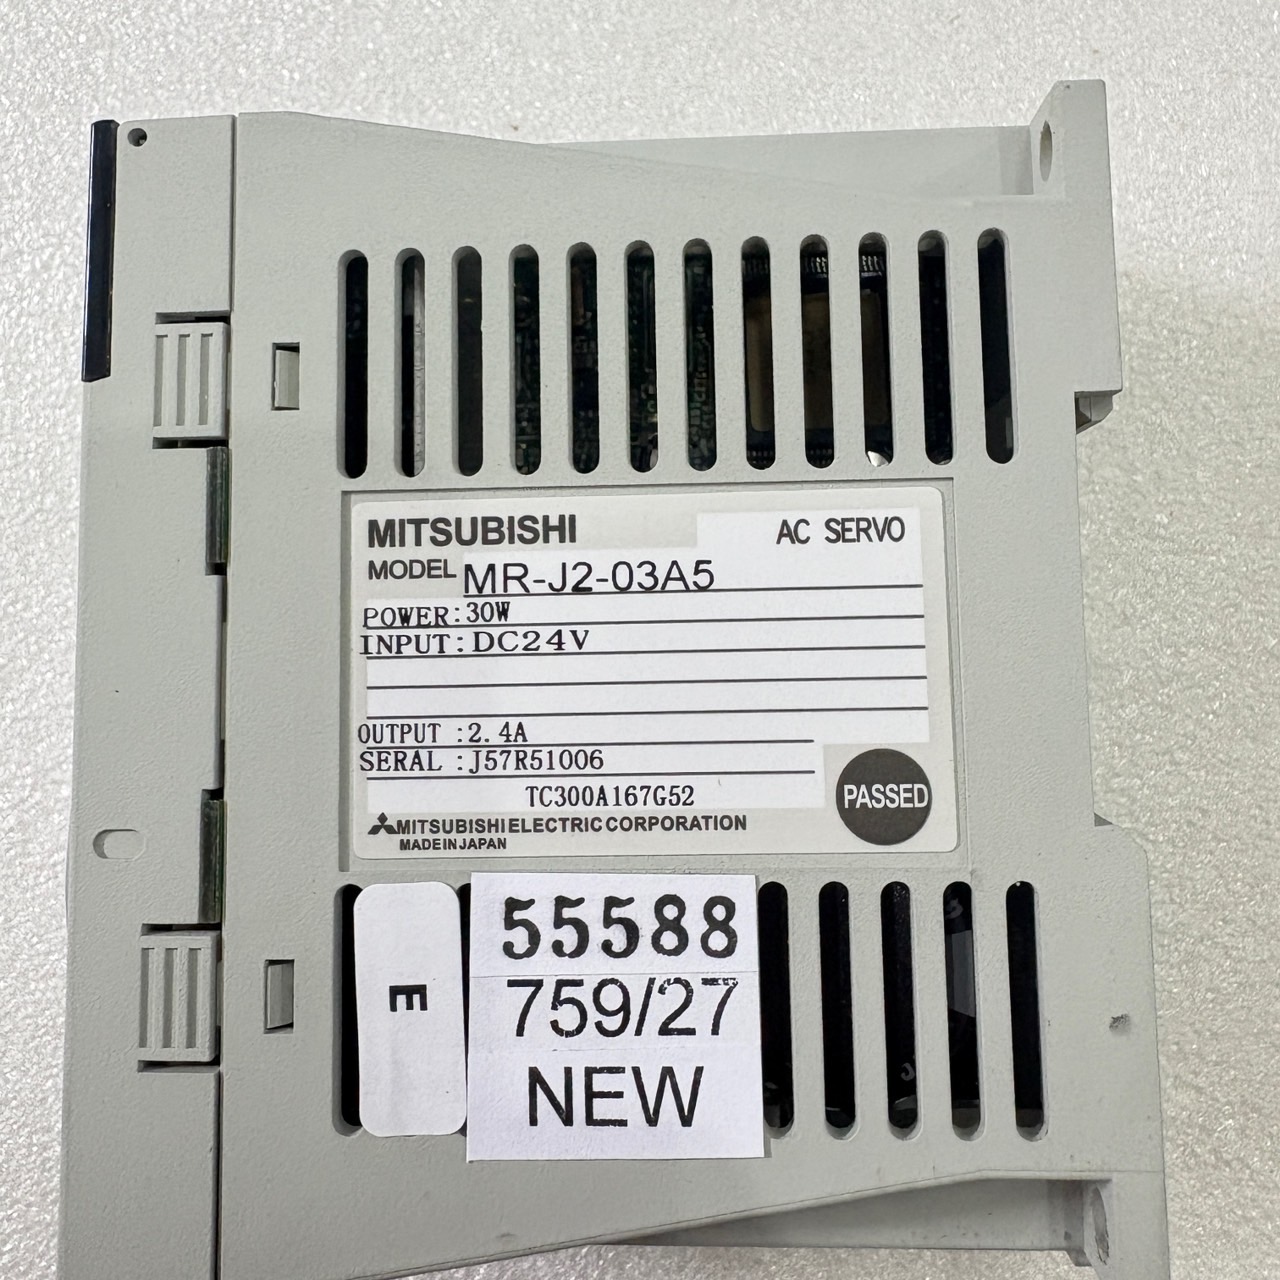 MITSUBISHI
AC SERVO
MODEL MR-J2-03A5
POWER:30W
INPUT:DC24V
OUTPUT :2.4A
SERAL :J57R51006
TC300A167G52
PASSED
MITSUBISHI ELECTRIC CORPORATION
MADE IN JAPAN
E
55588
759/27
NEW